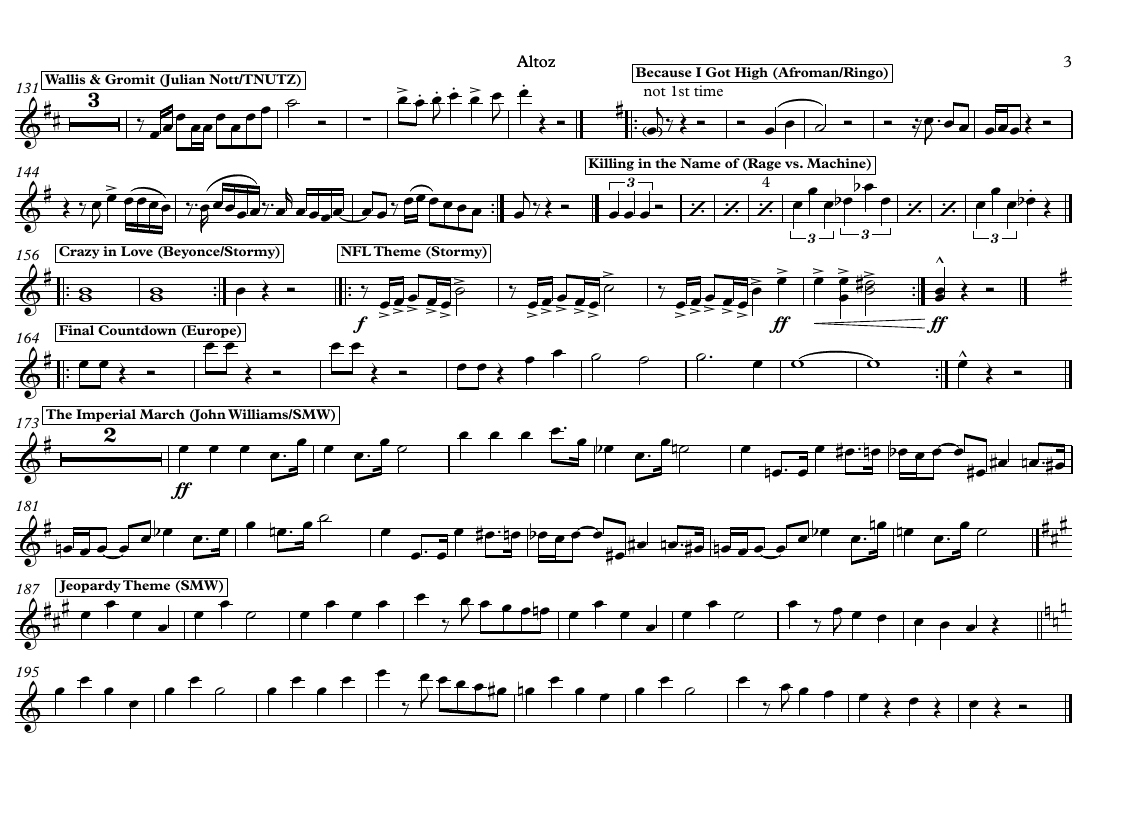 Altoz
3
Wallis & Gromit (Julian Nott/TNUTZ)
Because I Got High (Afroman/Ringo)
not 1st time
131
3
144
Killing in the Name of (Rage vs. Machine)
3
4
3
3
3
156
Crazy in Love (Beyonce/Stormy)
NFL Theme (Stormy)
f
ff
ff
164
Final Countdown (Europe)
173
The Imperial March (John Williams/SMW)
2
ff
181
187
Jeopardy Theme (SMW)
195